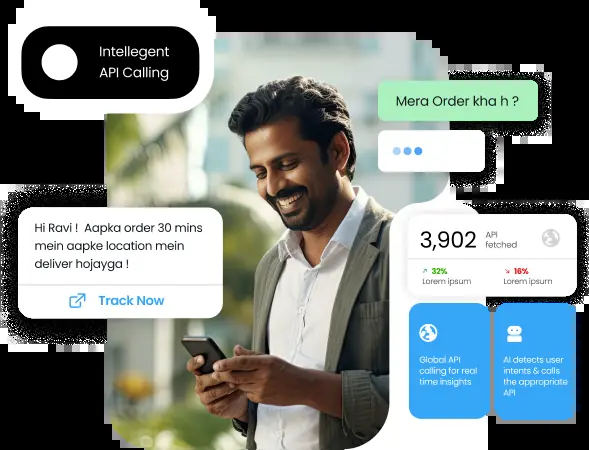 Intellegent
API Calling
Mera Order kha h ?
Hi Ravi ! Aapka order 30 mins
mein aapke location mein
deliver hojayga !
Track Now
3,902
API
fetched
32%
Lorem ipsum
16%
Lorem ipsum
Global API
calling for real
time insights
AI detects user
intents & calls
the appropriate
API